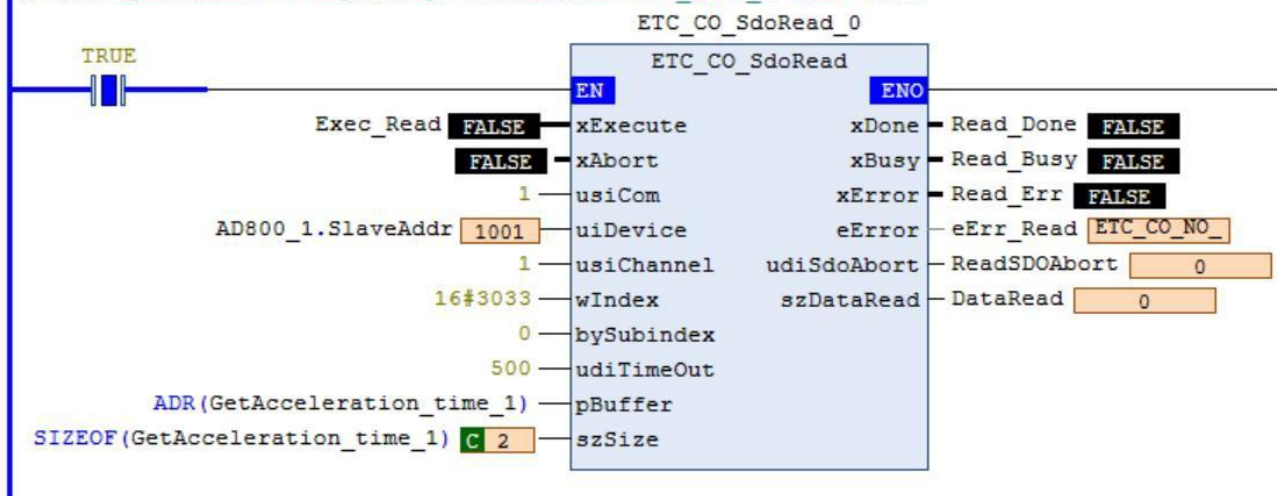 ETC_CO_SdoRead_0
TRUE
ETC_CO_SdoRead
EN ENO
Exec_Read FALSE xExecute xDone Read_Done FALSE
FALSE xAbort xBusy Read_Busy FALSE
1 usiCom xError Read_Err FALSE
AD800_1.SlaveAddr 1001 uiDevice eError eErr_Read ETC_CO_NO_
1 usiChannel udiSdoAbort ReadSDOAbort 0
16#3033 wIndex szDataRead DataRead 0
0 bySubindex
500 udiTimeOut
ADR(GetAcceleration_time_1) pBuffer
SIZEOF(GetAcceleration_time_1) C 2 szSize